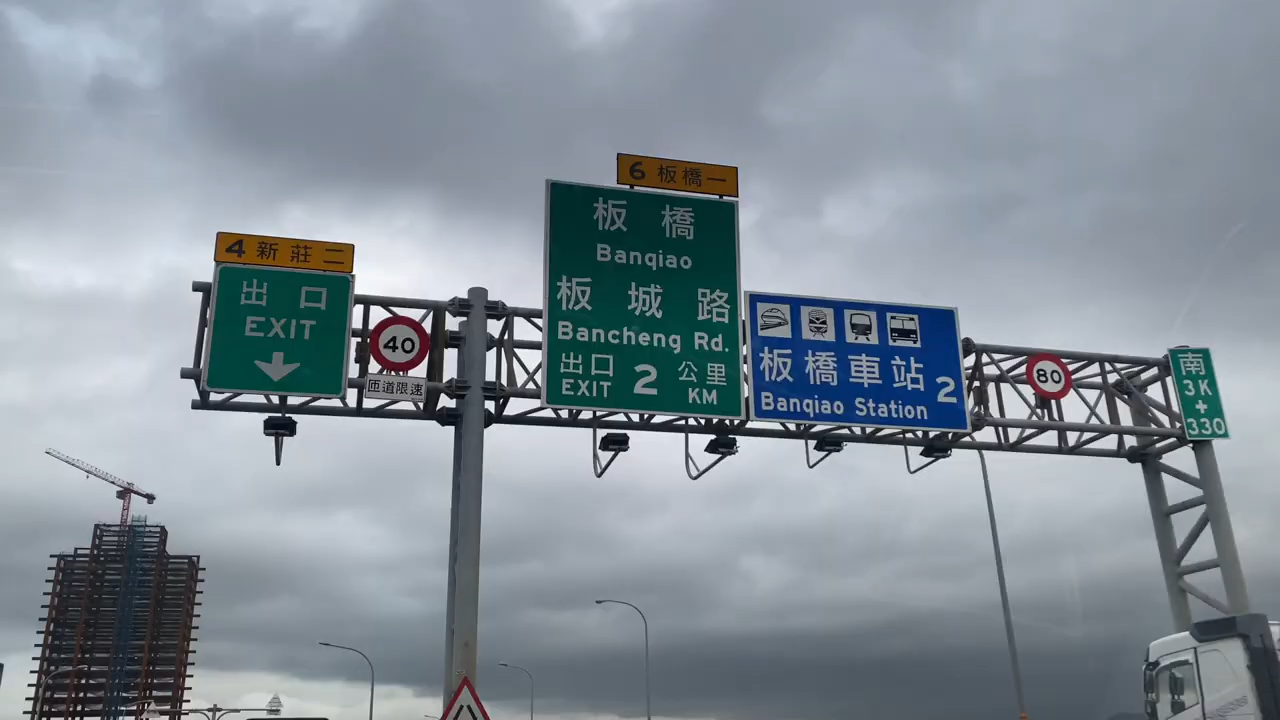 4 新莊二
出口
EXIT
40
匝道限速
6 板橋一
板橋
Banqiao
板城路
Bancheng Rd.
出口 EXIT 2 公里 KM
板橋車站 2
Banqiao Station
80
南
3K
+
330